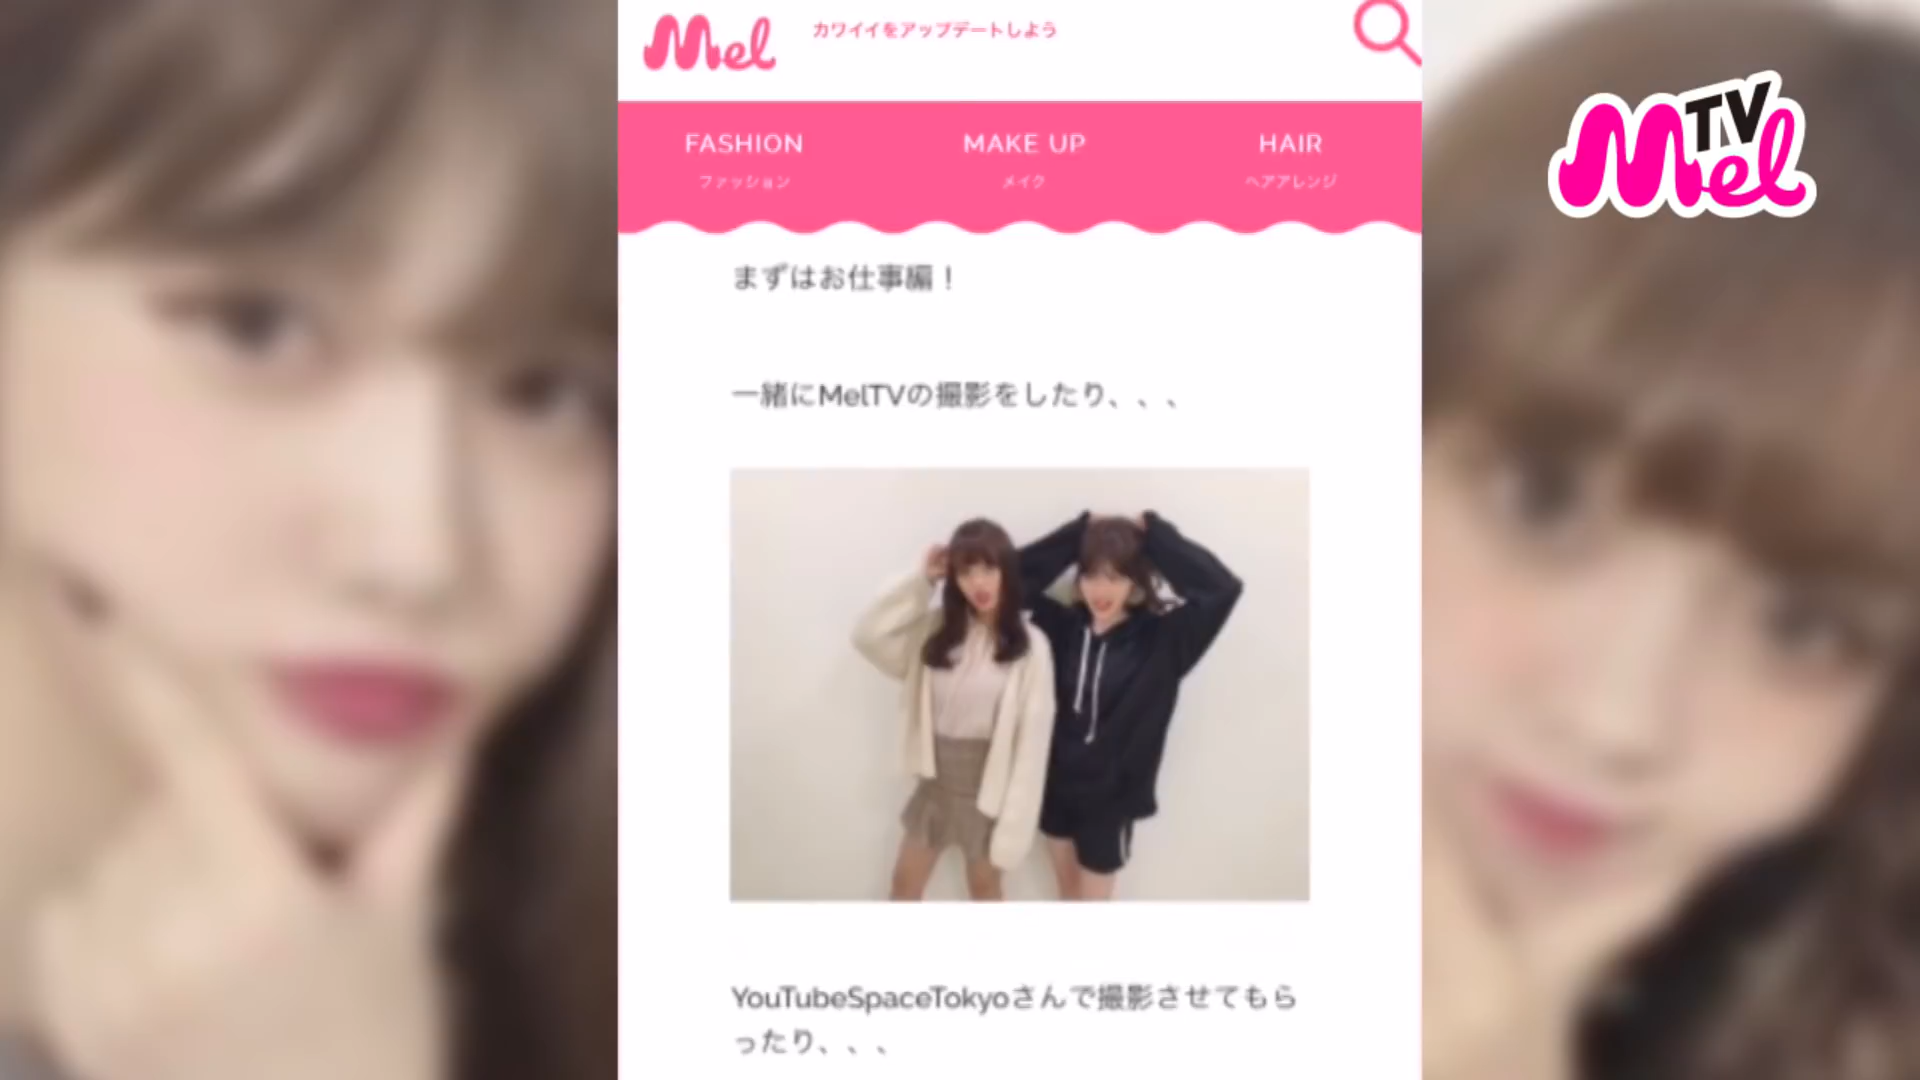 Mel
カワイイをアップデートしよう
TV
Mel
FASHION
MAKE UP
HAIR
ファッション
メイク
ヘアアレンジ
まずはお仕事編！
一緒にMelTVの撮影をしたり、、、
YouTubeSpaceTokyoさんで撮影させてもら
ったり、、、